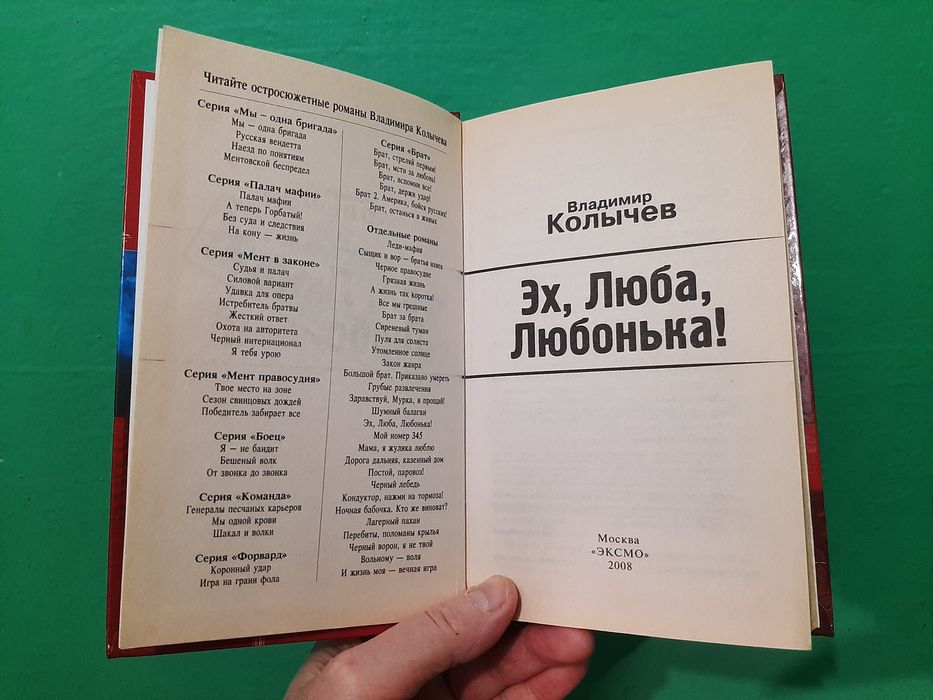 Читайте остросюжетные романы Владимира Колычева
Серия «Мы – одна бригада»
Мы – одна бригада
Русская вендетта
Наезд по понятиям
Ментовской беспредел
Серия «Палач мафии»
Палач мафии
А теперь Горбатый!
Без суда и следствия
На кону — жизнь
Серия «Мент в законе»
Судья и палач
Силовой вариант
Удавка для опера
Истребитель братвы
Жесткий ответ
Охота на авторитета
Черный интернационал
Я тебя урою
Серия «Мент правосудия»
Твое место на зоне
Сезон свинцовых дождей
Победитель забирает все
Серия «Боец»
Я – не бандит
Бешеный волк
От звонка до звонка
Серия «Команда»
Генералы песчаных карьеров
Мы одной крови
Шакал и волки
Серия «Форвард»
Коронный удар
Игра на грани фола
Серия «Брат»
Брат, стреляй первым!
Брат, мсти за любовь!
Брат, вспомни все!
Брат, держи удар!
Брат 2. Америка, бойся русских!
Брат, останься в живых
Отдельные романы
Леди-мафия
Сыщик и вор – братья навек
Черное правосудие
Грязная жизнь
А жизнь так коротка!
Все мы грешные
Брат за брата
Сиреневый туман
Пуля для солиста
Утомленное солнце
Закон жанра
Большой брат. Приказано умереть
Грубые развлечения
Здравствуй, Мурка, и прощай!
Шумный балаган
Эх, Люба, Любонька!
Мой номер 345
Мама, я жулика люблю
Дорога дальняя, казенный дом
Постой, паровоз!
Черный лебедь
Кондуктор, нажми на тормоза!
Ночная бабочка. Кто же виноват?
Лагерный пахан
Перебиты, поломаны крылья
Черный ворон, я не твой
Вольному — воля
И жизнь моя — вечная игра
Владимир
Колычев
Эх, Люба,
Любонька!
Москва
«ЭКСМО»
2008